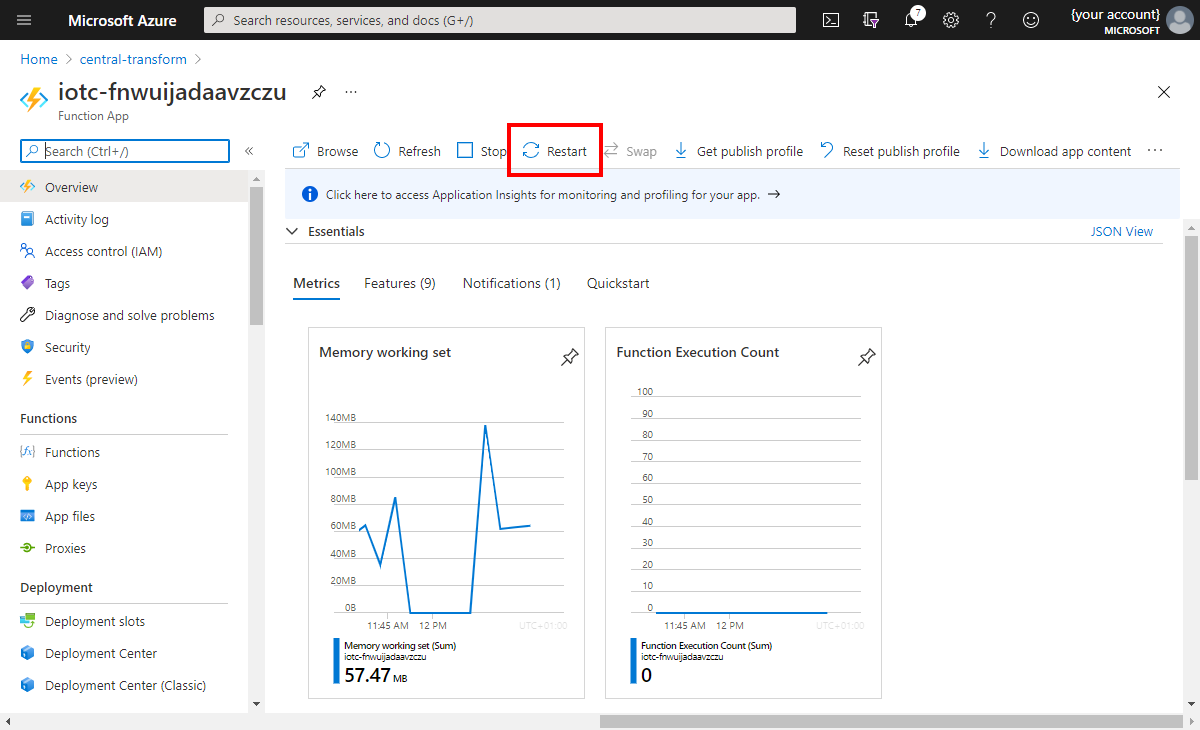 Microsoft Azure
Search resources, services, and docs (G+/)
7
{your account}
MICROSOFT
Home > central-transform >
iotc-fnwuijadaavzczu
...
Function App
Search (Ctrl+/)
«
Browse Refresh Stop Restart Swap Get publish profile Reset publish profile Download app content ...
Click here to access Application Insights for monitoring and profiling for your app. →
Essentials
JSON View
Overview
Activity log
Access control (IAM)
Tags
Diagnose and solve problems
Security
Events (preview)
Functions
Functions
App keys
App files
Proxies
Deployment
Deployment slots
Deployment Center
Deployment Center (Classic)
Metrics Features (9) Notifications (1) Quickstart
Memory working set
140MB
120MB
100MB
80MB
60MB
40MB
20MB
0B
11:45 AM 12 PM UTC+01:00
Memory working set (Sum)
iotc-fnwuijadaavzczu
57.47 MB
Function Execution Count
100
90
80
70
60
50
40
30
20
10
0
11:45 AM 12 PM UTC+01:00
Function Execution Count (Sum)
iotc-fnwuijadaavzczu
0